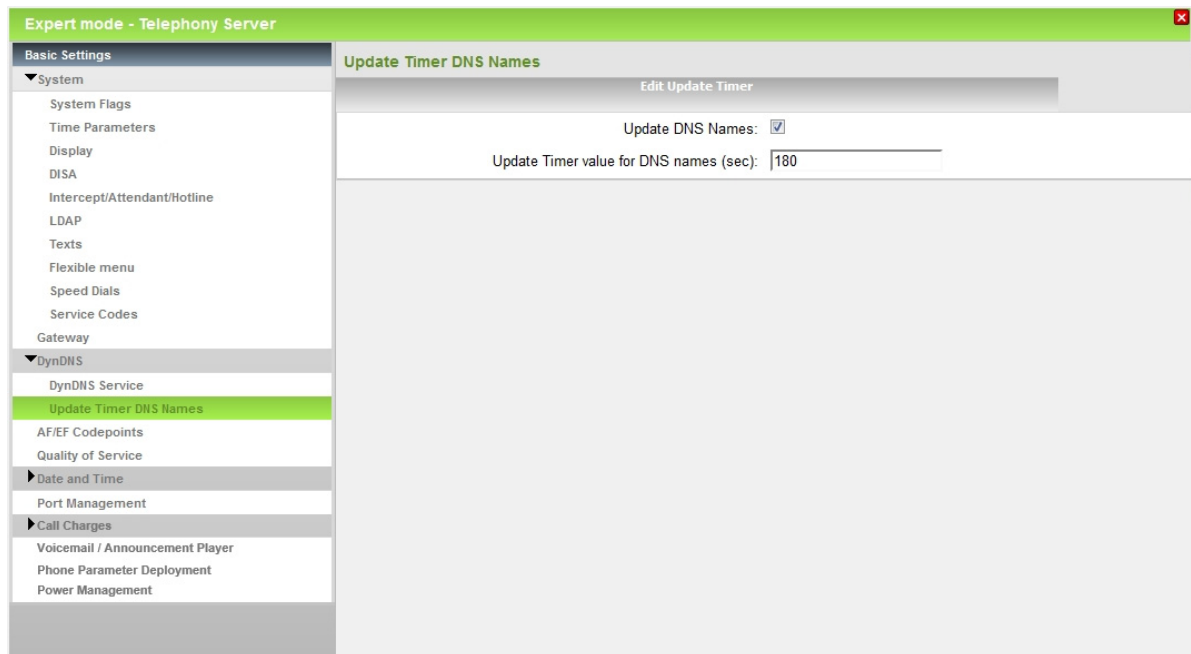 Expert mode - Telephony Server
Basic Settings
System
System Flags
Time Parameters
Display
DISA
Intercept/Attendant/Hotline
LDAP
Texts
Flexible menu
Speed Dials
Service Codes
Gateway
DynDNS
DynDNS Service
Update Timer DNS Names
AF/EF Codepoints
Quality of Service
Date and Time
Port Management
Call Charges
Voicemail / Announcement Player
Phone Parameter Deployment
Power Management
Update Timer DNS Names
Edit Update Timer
Update DNS Names:
Update Timer value for DNS names (sec): 180